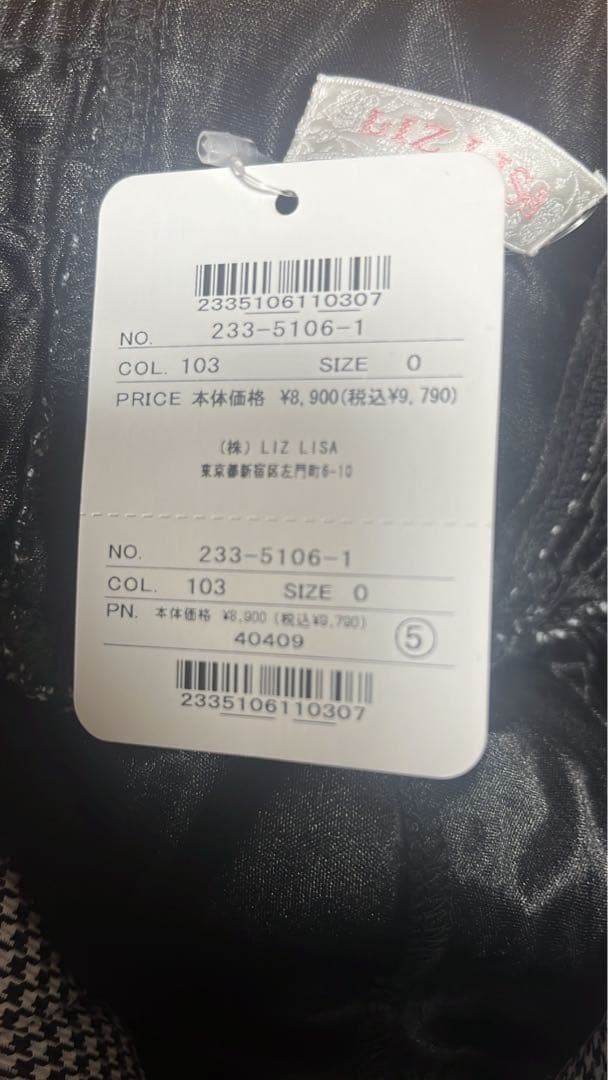 LIZ LISA
2335106110307
NO. 233-5106-1
COL. 103 SIZE 0
PRICE 本体価格 ¥8,900(税込¥9,790)
(株) LIZ LISA
東京都新宿区左門町6-10
NO. 233-5106-1
COL. 103 SIZE 0
PN. 本体価格 ¥8,900 (税込¥9,790)
40409
⑤
2335106110307